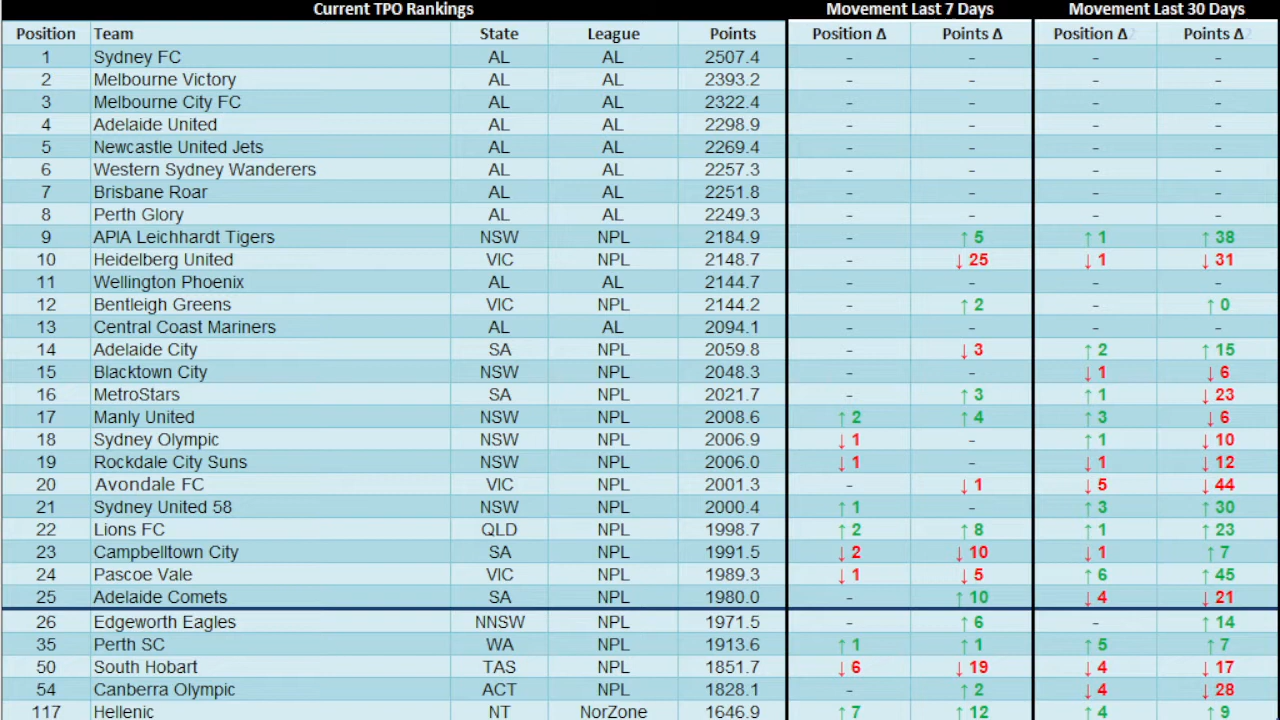 Current TPO Rankings Movement Last 7 Days Movement Last 30 Days
Position Team State League Points Position Δ Points Δ Position Δ2 Points Δ2
1 Sydney FC AL AL 2507.4 - - - -
2 Melbourne Victory AL AL 2393.2 - - - -
3 Melbourne City FC AL AL 2322.4 - - - -
4 Adelaide United AL AL 2298.9 - - - -
5 Newcastle United Jets AL AL 2269.4 - - - -
6 Western Sydney Wanderers AL AL 2257.3 - - - -
7 Brisbane Roar AL AL 2251.8 - - - -
8 Perth Glory AL AL 2249.3 - - - -
9 APIA Leichhardt Tigers NSW NPL 2184.9 - ↑ 5 ↑ 1 ↑ 38
10 Heidelberg United VIC NPL 2148.7 - ↓ 25 ↓ 1 ↓ 31
11 Wellington Phoenix AL AL 2144.7 - - - -
12 Bentleigh Greens VIC NPL 2144.2 - ↑ 2 - ↑ 0
13 Central Coast Mariners AL AL 2094.1 - - - -
14 Adelaide City SA NPL 2059.8 - ↓ 3 ↑ 2 ↑ 15
15 Blacktown City NSW NPL 2048.3 - - ↓ 1 ↓ 6
16 MetroStars SA NPL 2021.7 - ↑ 3 ↑ 1 ↓ 23
17 Manly United NSW NPL 2008.6 ↑ 2 ↑ 4 ↑ 3 ↓ 6
18 Sydney Olympic NSW NPL 2006.9 ↓ 1 - ↑ 1 ↓ 10
19 Rockdale City Suns NSW NPL 2006.0 ↓ 1 - ↓ 1 ↓ 12
20 Avondale FC VIC NPL 2001.3 - ↓ 1 ↓ 5 ↓ 44
21 Sydney United 58 NSW NPL 2000.4 ↑ 1 - ↑ 3 ↑ 30
22 Lions FC QLD NPL 1998.7 ↑ 2 ↑ 8 ↑ 1 ↑ 23
23 Campbelltown City SA NPL 1991.5 ↓ 2 ↓ 10 ↓ 1 ↑ 7
24 Pascoe Vale VIC NPL 1989.3 ↓ 1 ↓ 5 ↑ 6 ↑ 45
25 Adelaide Comets SA NPL 1980.0 - ↑ 10 ↓ 4 ↓ 21
26 Edgeworth Eagles NNSW NPL 1971.5 - ↑ 6 - ↑ 14
35 Perth SC WA NPL 1913.6 ↑ 1 ↑ 1 ↑ 5 ↑ 7
50 South Hobart TAS NPL 1851.7 ↓ 6 ↓ 19 ↓ 4 ↓ 17
54 Canberra Olympic ACT NPL 1828.1 - ↑ 2 ↓ 4 ↓ 28
117 Hellenic NT NorZone 1646.9 ↑ 7 ↑ 12 ↑ 4 ↑ 9